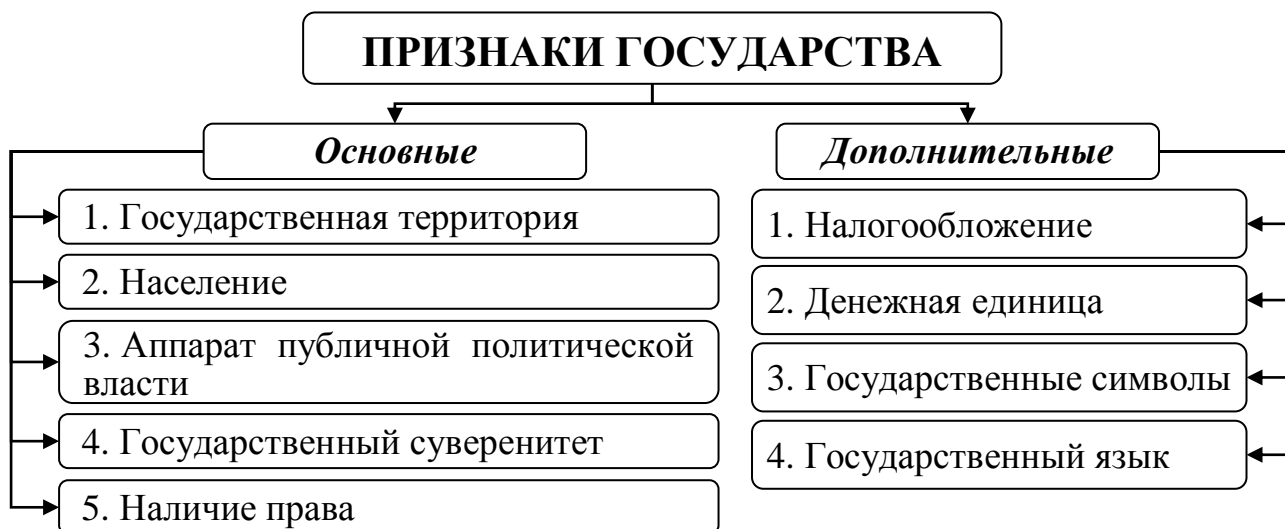 ПРИЗНАКИ ГОСУДАРСТВА
Основные
1. Государственная территория
2. Население
3. Аппарат публичной политической
власти
4. Государственный суверенитет
5. Наличие права
Дополнительные
1. Налогообложение
2. Денежная единица
3. Государственные символы
4. Государственный язык